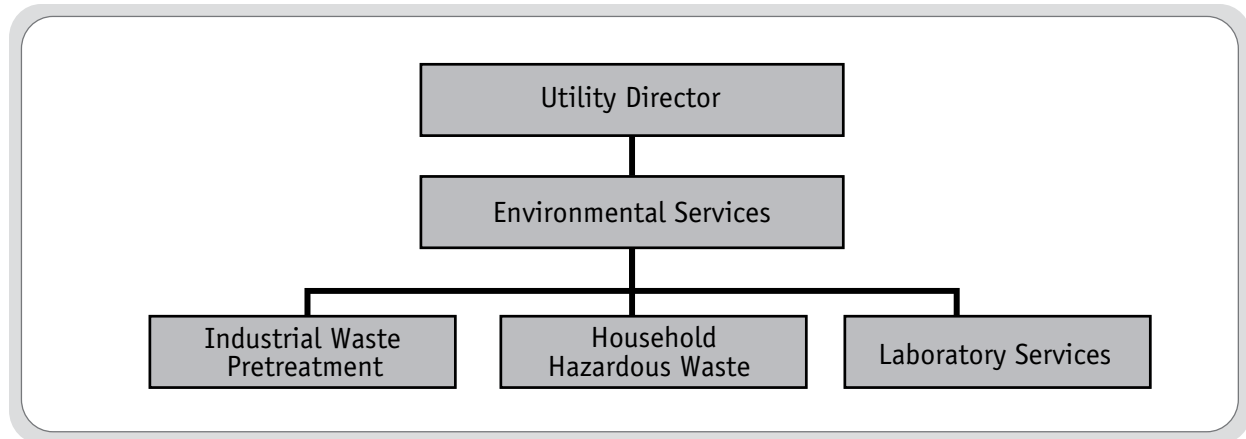 Utility Director
Environmental Services
Industrial Waste
Pretreatment
Household
Hazardous Waste
Laboratory Services